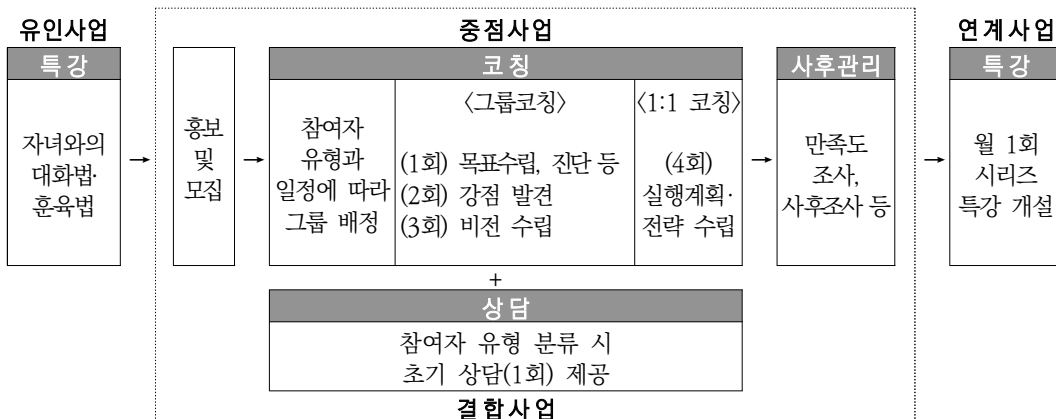 유인사업
특강
자녀와의
대화법·
훈육법
→
중점사업
홍보
및
모집
→
코칭
참여자
유형과
일정에 따라
그룹 배정
〈그룹코칭〉
(1회) 목표수립, 진단 등
(2회) 강점 발견
(3회) 비전 수립
〈1:1 코칭〉
(4회)
실행계획·
전략 수립
→
사후관리
만족도
조사,
사후조사 등
→
연계사업
특강
월 1회
시리즈
특강 개설
+
상담
참여자 유형 분류 시
초기 상담(1회) 제공
결합사업